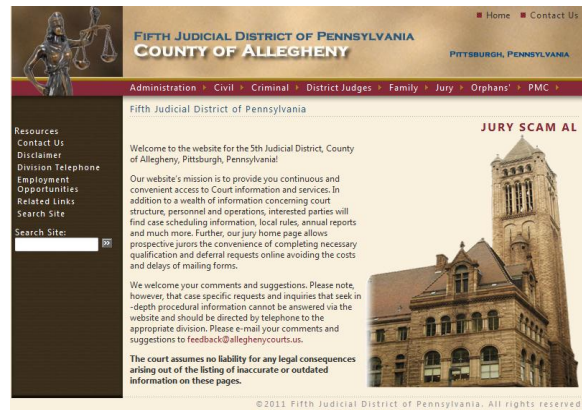 Home Contact Us
FIFTH JUDICIAL DISTRICT OF PENNSYLVANIA
COUNTY OF ALLEGHENY
PITTSBURGH, PENNSYLVANIA
Administration Civil Criminal District Judges Family Jury Orphans' PMC
Fifth Judicial District of Pennsylvania
JURY SCAM AL
Resources
Contact Us
Disclaimer
Division Telephone
Employment
Opportunities
Related Links
Search Site
Search Site:
Welcome to the website for the 5th Judicial District, County
of Allegheny, Pittsburgh, Pennsylvania!
Our website's mission is to provide you continuous and
convenient access to Court information and services. In
addition to a wealth of information concerning court
structure, personnel and operations, interested parties will
find case scheduling information, local rules, annual reports
and much more. Further, our jury home page allows
prospective jurors the convenience of completing necessary
qualification and deferral requests online avoiding the costs
and delays of mailing forms.
We welcome your comments and suggestions. Please note,
however, that case specific requests and inquiries that seek in
-depth procedural information cannot be answered via the
website and should be directed by telephone to the
appropriate division. Please e-mail your comments and
suggestions to feedback@alleghenycourts.us.
The court assumes no liability for any legal consequences
arising out of the listing of inaccurate or outdated
information on these pages.
©2011 Fifth Judicial District of Pennsylvania. All rights reserved